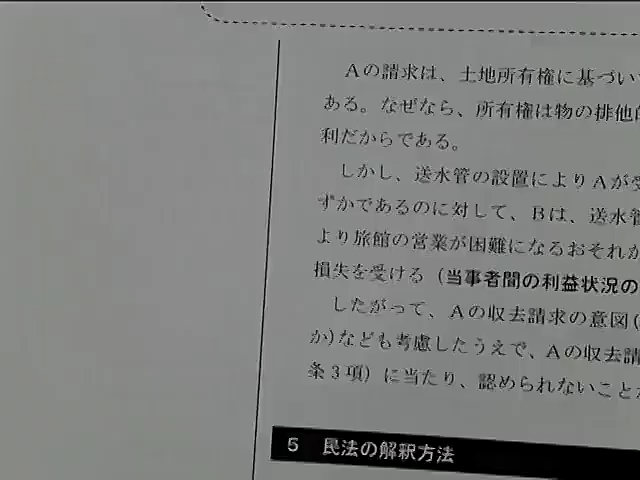 Aの請求は、土地所有権に基づい
ある。なぜなら、所有権は物の排他
利だからである。
しかし、送水管の設置によりAが
ずかであるのに対して、Bは、送水
より旅館の営業が困難になるおそれ
損失を受ける（当事者間の利益状況の
したがって、Aの収去請求の意図(
か)なども考慮したうえで、Aの収去
条3項）に当たり、認められないこと
5 民法の解釈方法